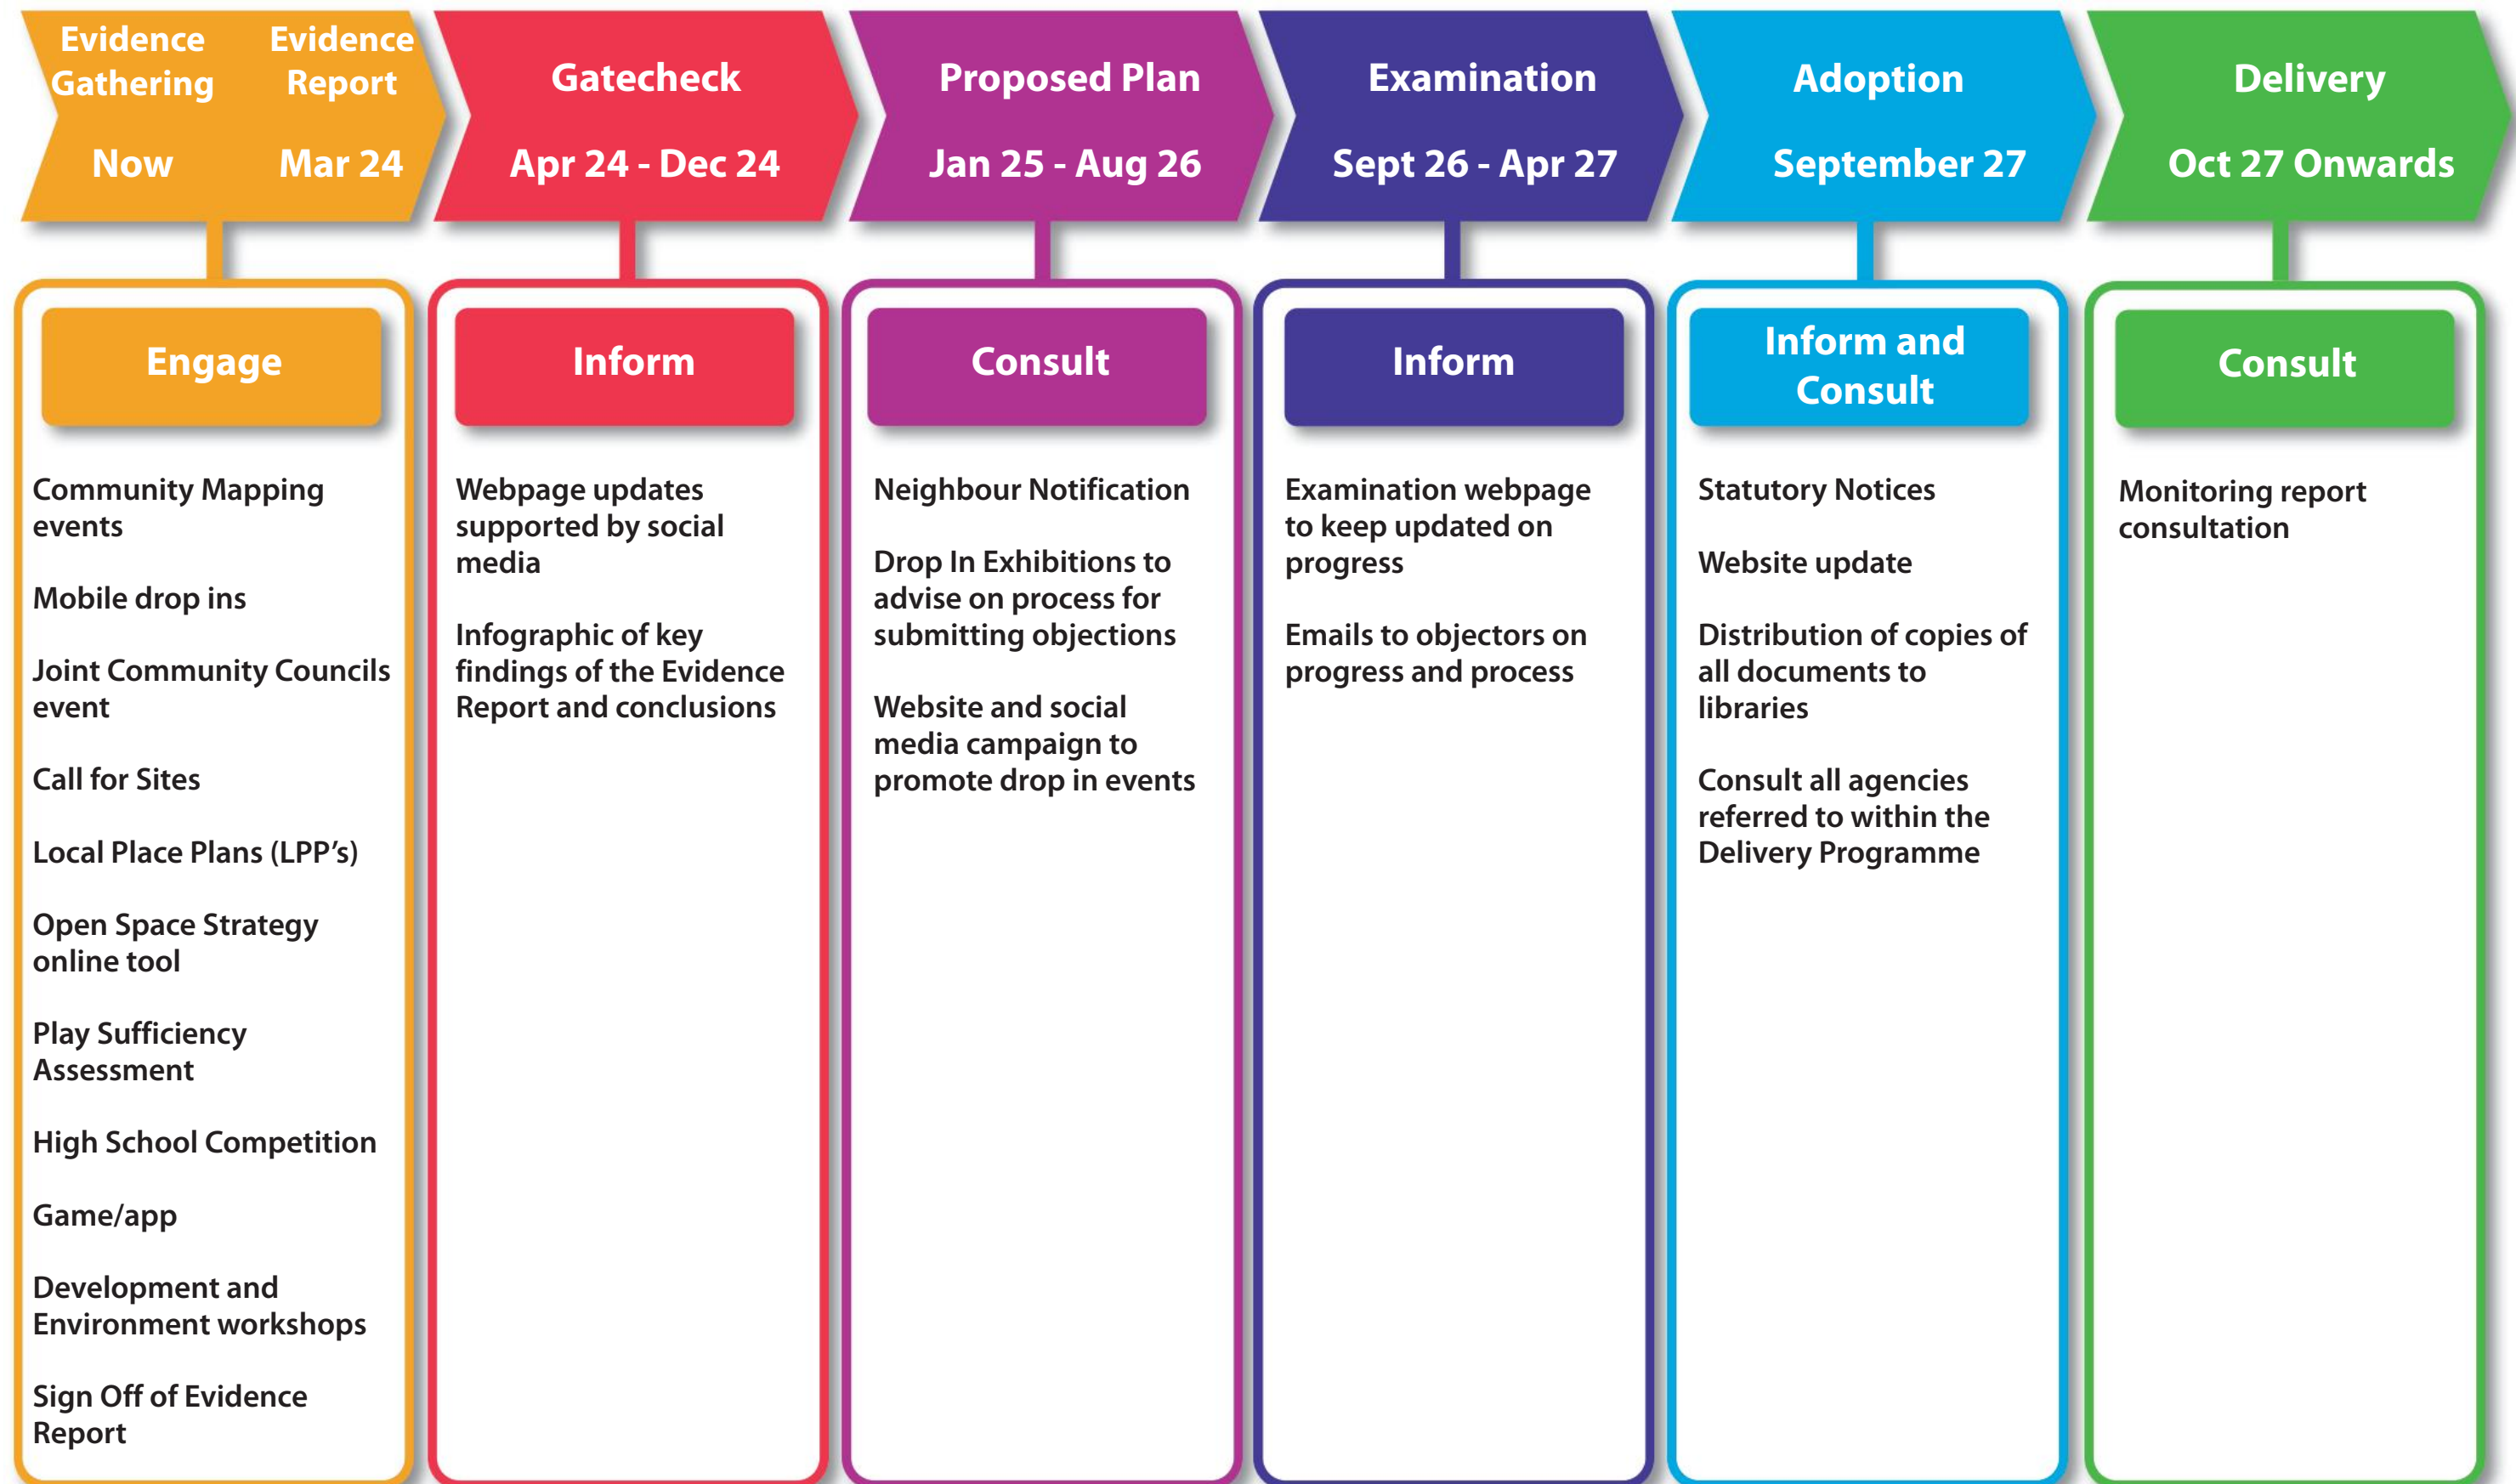 Evidence
Gathering
Now
Evidence
Report
Mar 24
Gatecheck
Apr 24 - Dec 24
Proposed Plan
Jan 25 - Aug 26
Examination
Sept 26 - Apr 27
Adoption
September 27
Delivery
Oct 27 Onwards
Engage
Community Mapping
events
Mobile drop ins
Joint Community Councils
event
Call for Sites
Local Place Plans (LPP’s)
Open Space Strategy
online tool
Play Sufficiency
Assessment
High School Competition
Game/app
Development and
Environment workshops
Sign Off of Evidence
Report
Inform
Webpage updates
supported by social
media
Infographic of key
findings of the Evidence
Report and conclusions
Consult
Neighbour Notification
Drop In Exhibitions to
advise on process for
submitting objections
Website and social
media campaign to
promote drop in events
Inform
Examination webpage
to keep updated on
progress
Emails to objectors on
progress and process
Inform and
Consult
Statutory Notices
Website update
Distribution of copies of
all documents to
libraries
Consult all agencies
referred to within the
Delivery Programme
Consult
Monitoring report
consultation